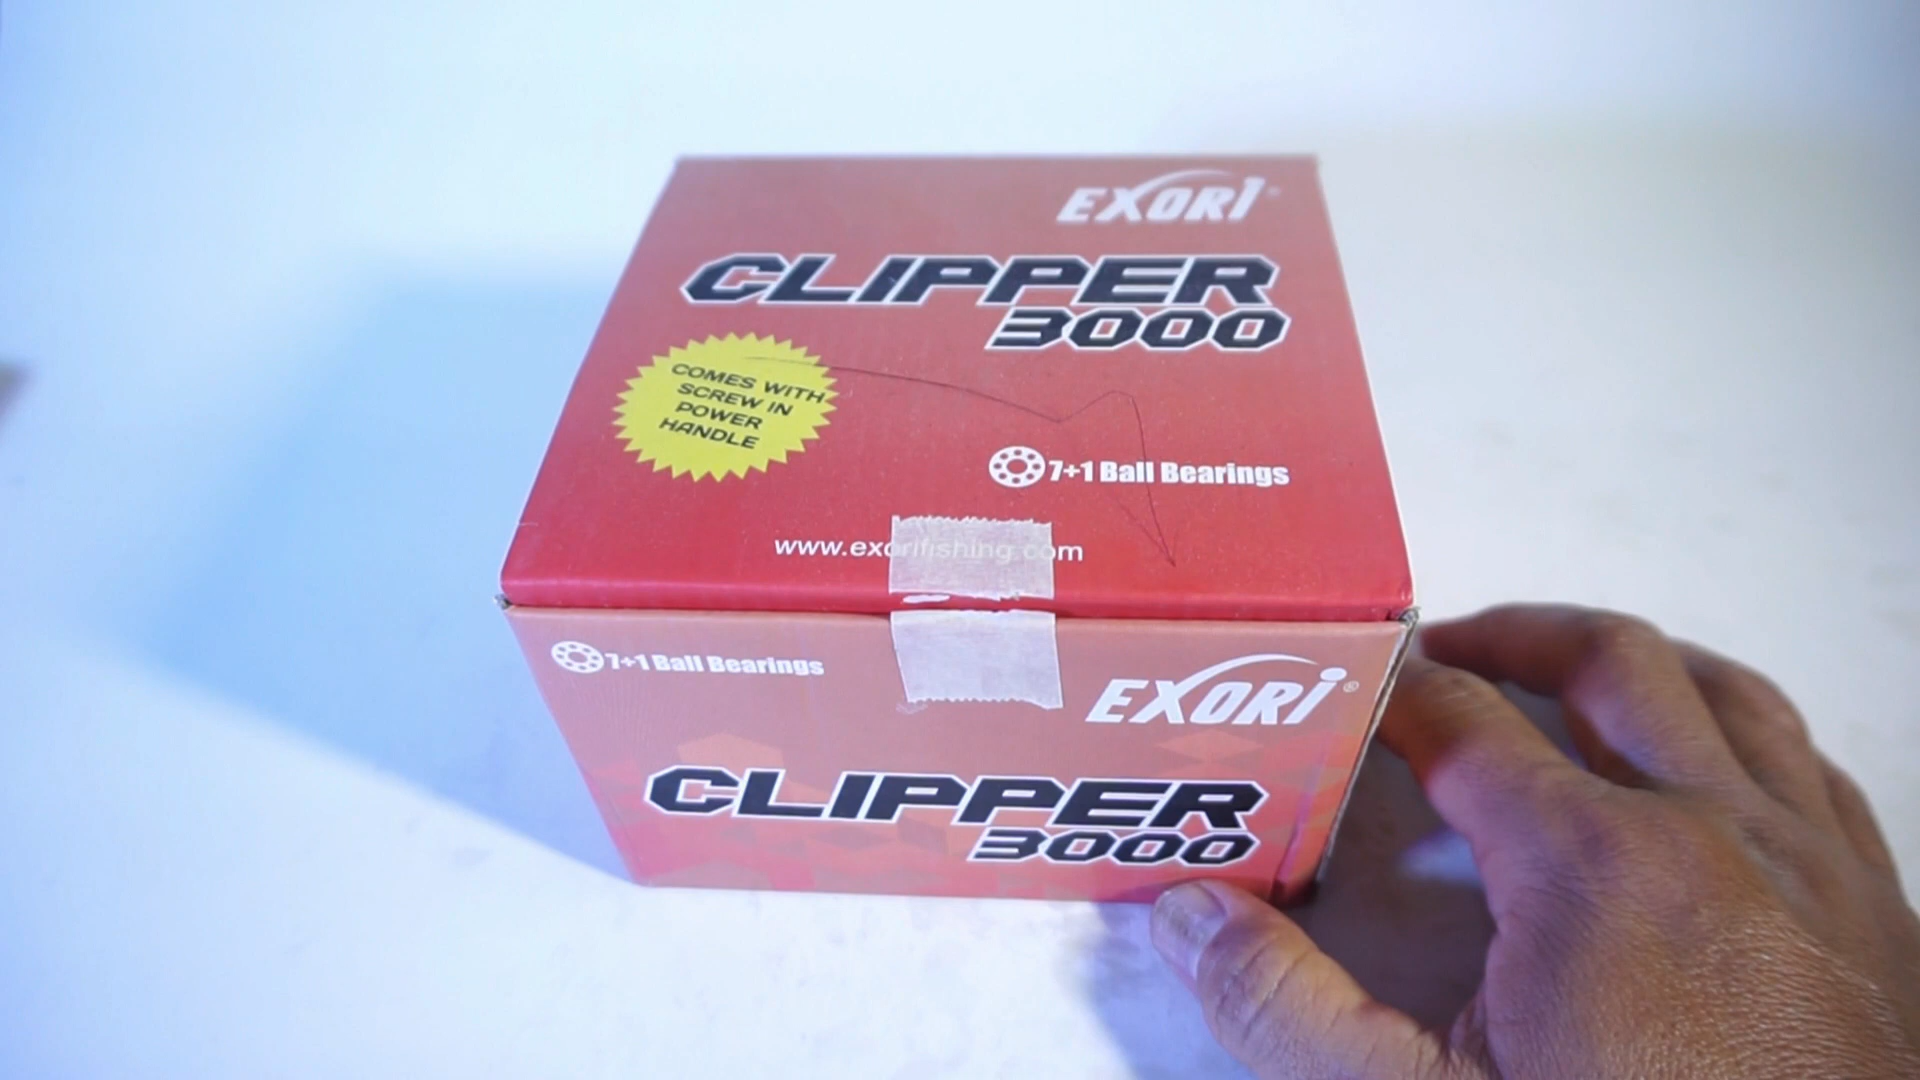 EXORI®
CLIPPER
3000
COMES WITH
SCREW IN
POWER
HANDLE
7+1 Ball Bearings
www.exorifishing.com
7+1 Ball Bearings
EXORI®
CLIPPER
3000